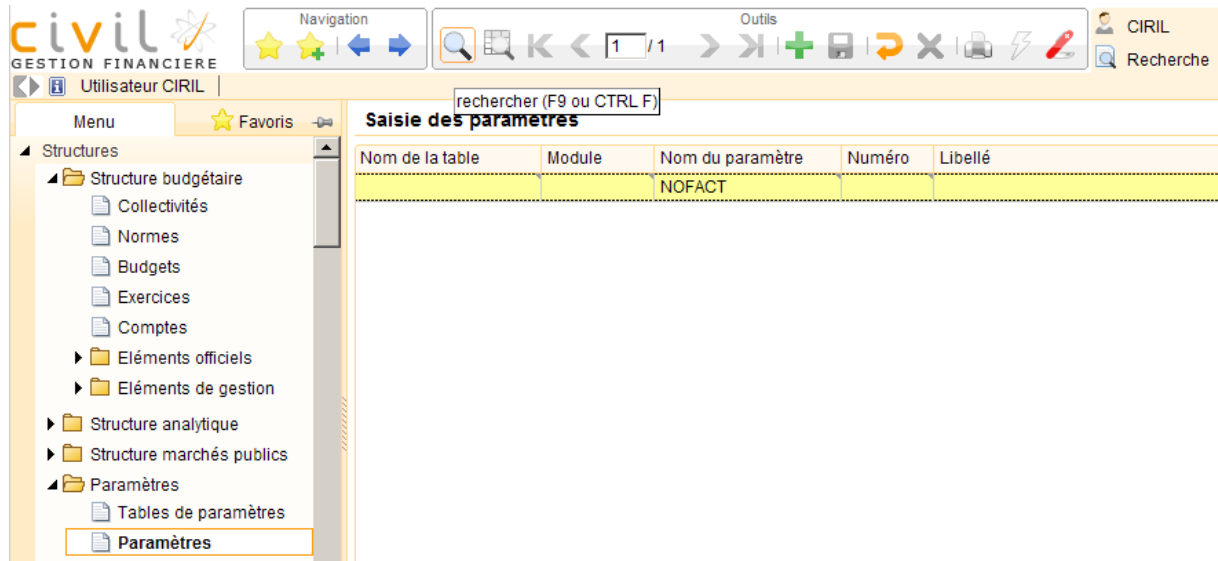 civil
GESTION FINANCIERE
Navigation
Outils
1 / 1
CIRIL
Recherche
Utilisateur CIRIL
rechercher (F9 ou CTRL F)
Menu
Favoris
Saisie des paramètres
Structures
Structure budgétaire
Collectivités
Normes
Budgets
Exercices
Comptes
Eléments officiels
Eléments de gestion
Structure analytique
Structure marchés publics
Paramètres
Tables de paramètres
Paramètres
Nom de la table Module Nom du paramètre Numéro Libellé
NOFACT